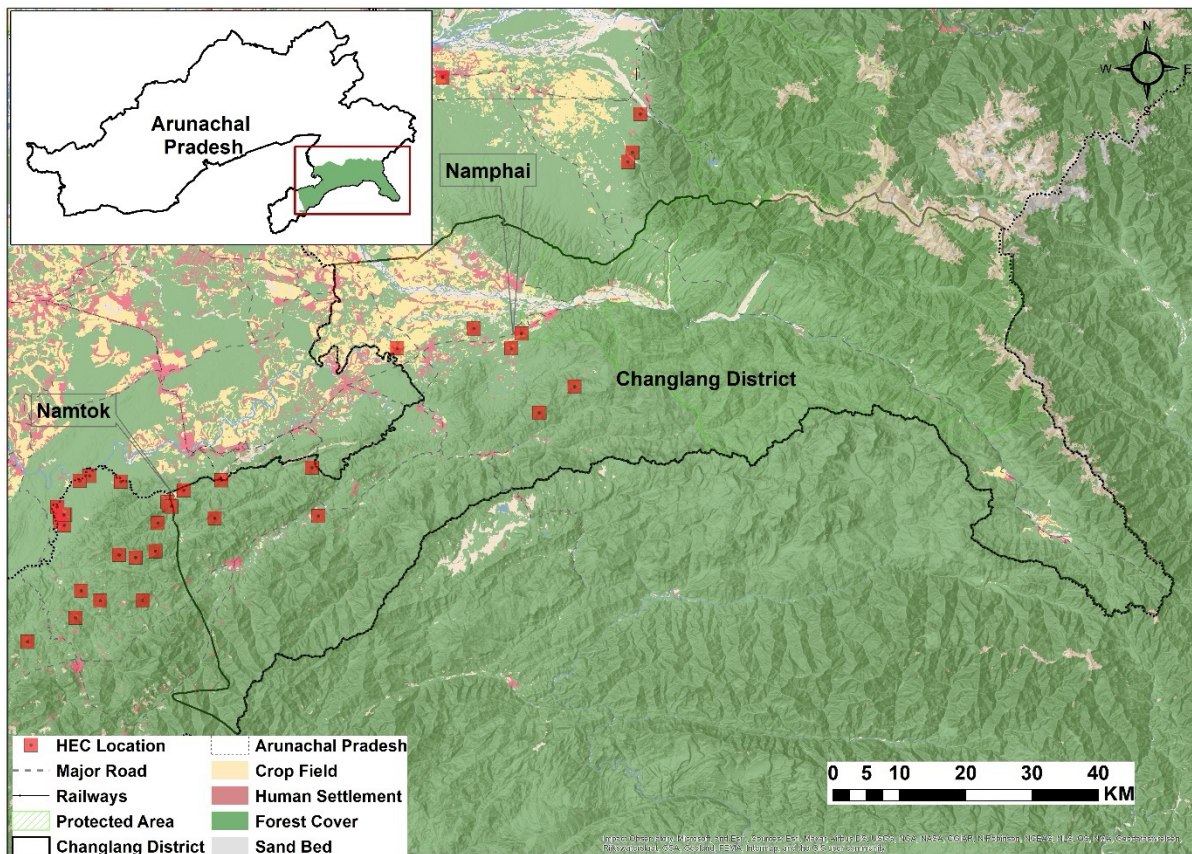 Arunachal
Pradesh
N
W
E
S
Namphai
Changlang District
Namtok
HEC Location
Major Road
Railways
Protected Area
Changlang District
Arunachal Pradesh
Crop Field
Human Settlement
Forest Cover
Sand Bed
0 5 10 20 30 40
KM